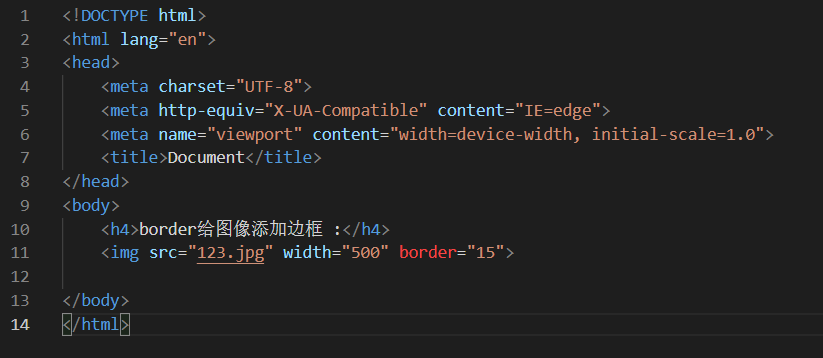 1 <!DOCTYPE html>
2 <html lang="en">
3 <head>
4     <meta charset="UTF-8">
5     <meta http-equiv="X-UA-Compatible" content="IE=edge">
6     <meta name="viewport" content="width=device-width, initial-scale=1.0">
7     <title>Document</title>
8 </head>
9 <body>
10     <h4>border给图像添加边框 :</h4>
11     <img src="123.jpg" width="500" border="15">
12
13 </body>
14 </html>